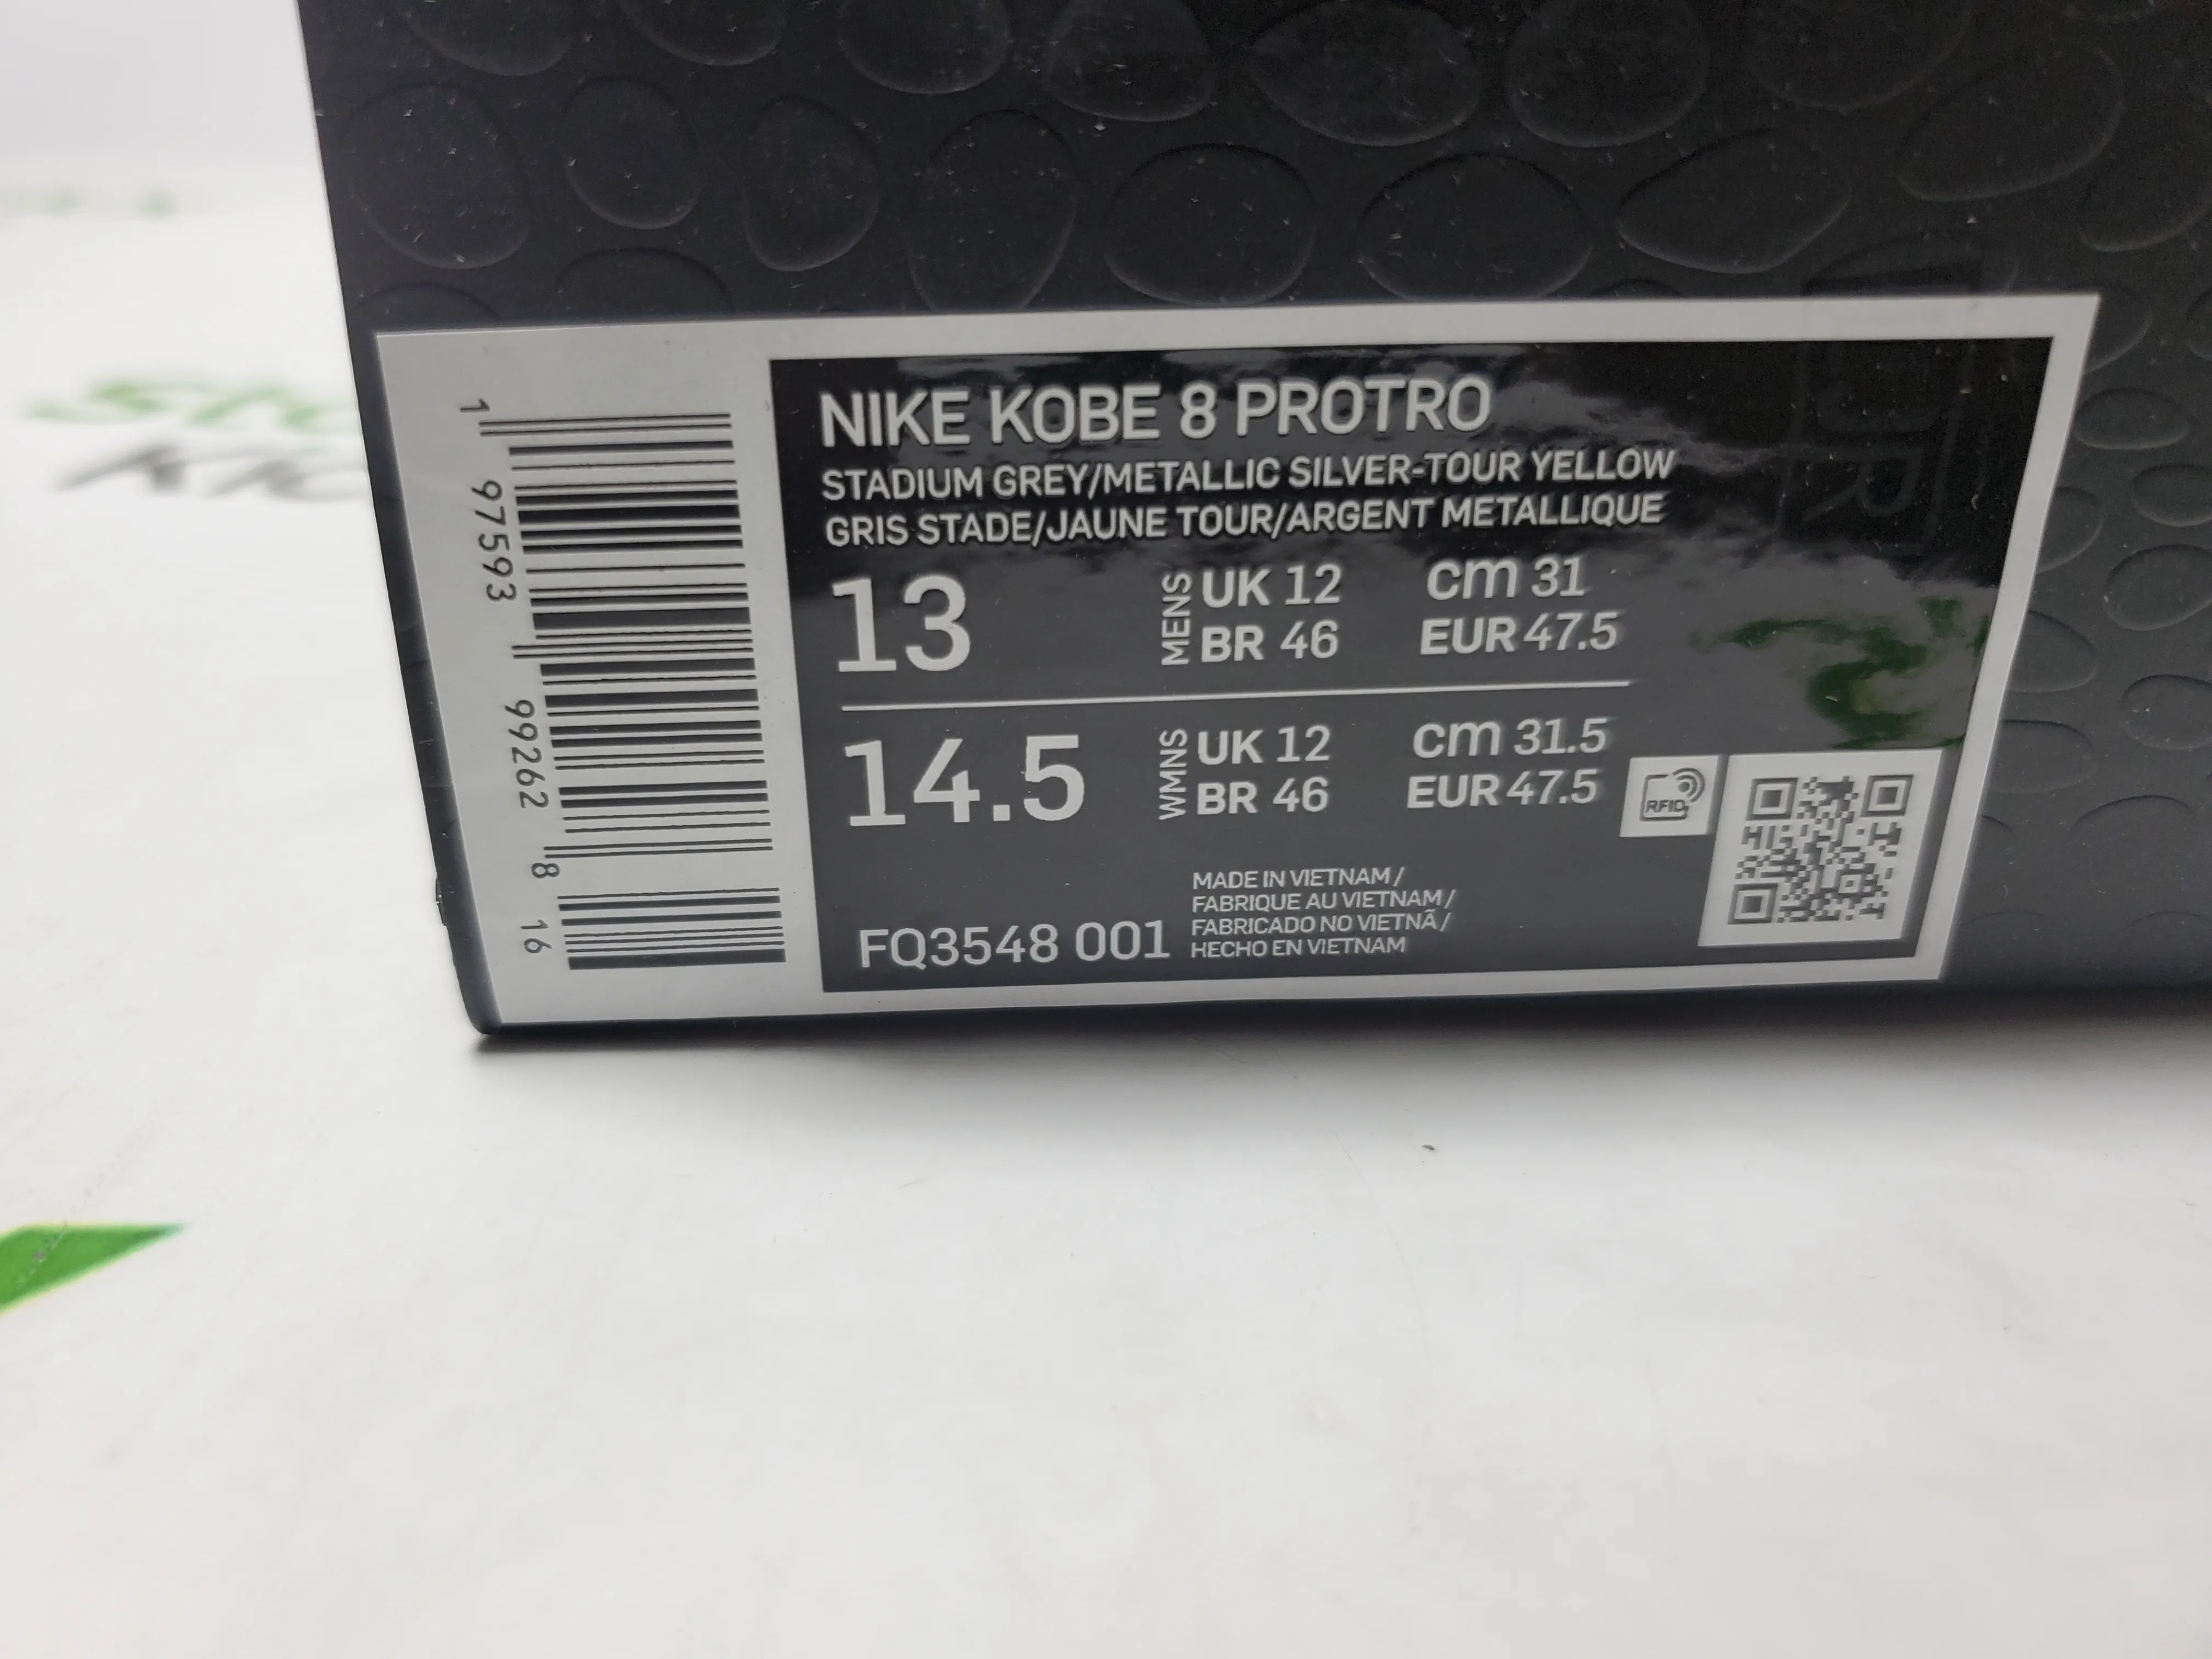 NIKE KOBE 8 PROTRO
STADIUM GREY/METALLIC SILVER-TOUR YELLOW
GRIS STADE/JAUNE TOUR/ARGENT METALLIQUE
13 MENS UK 12 cm 31
BR 46 EUR 47.5
14.5 WMNS UK 12 cm 31.5
BR 46 EUR 47.5
RFID
FQ3548 001
MADE IN VIETNAM /
FABRIQUE AU VIETNAM /
FABRICADO NO VIETNÃ /
HECHO EN VIETNAM
1 97593 99262 8 16